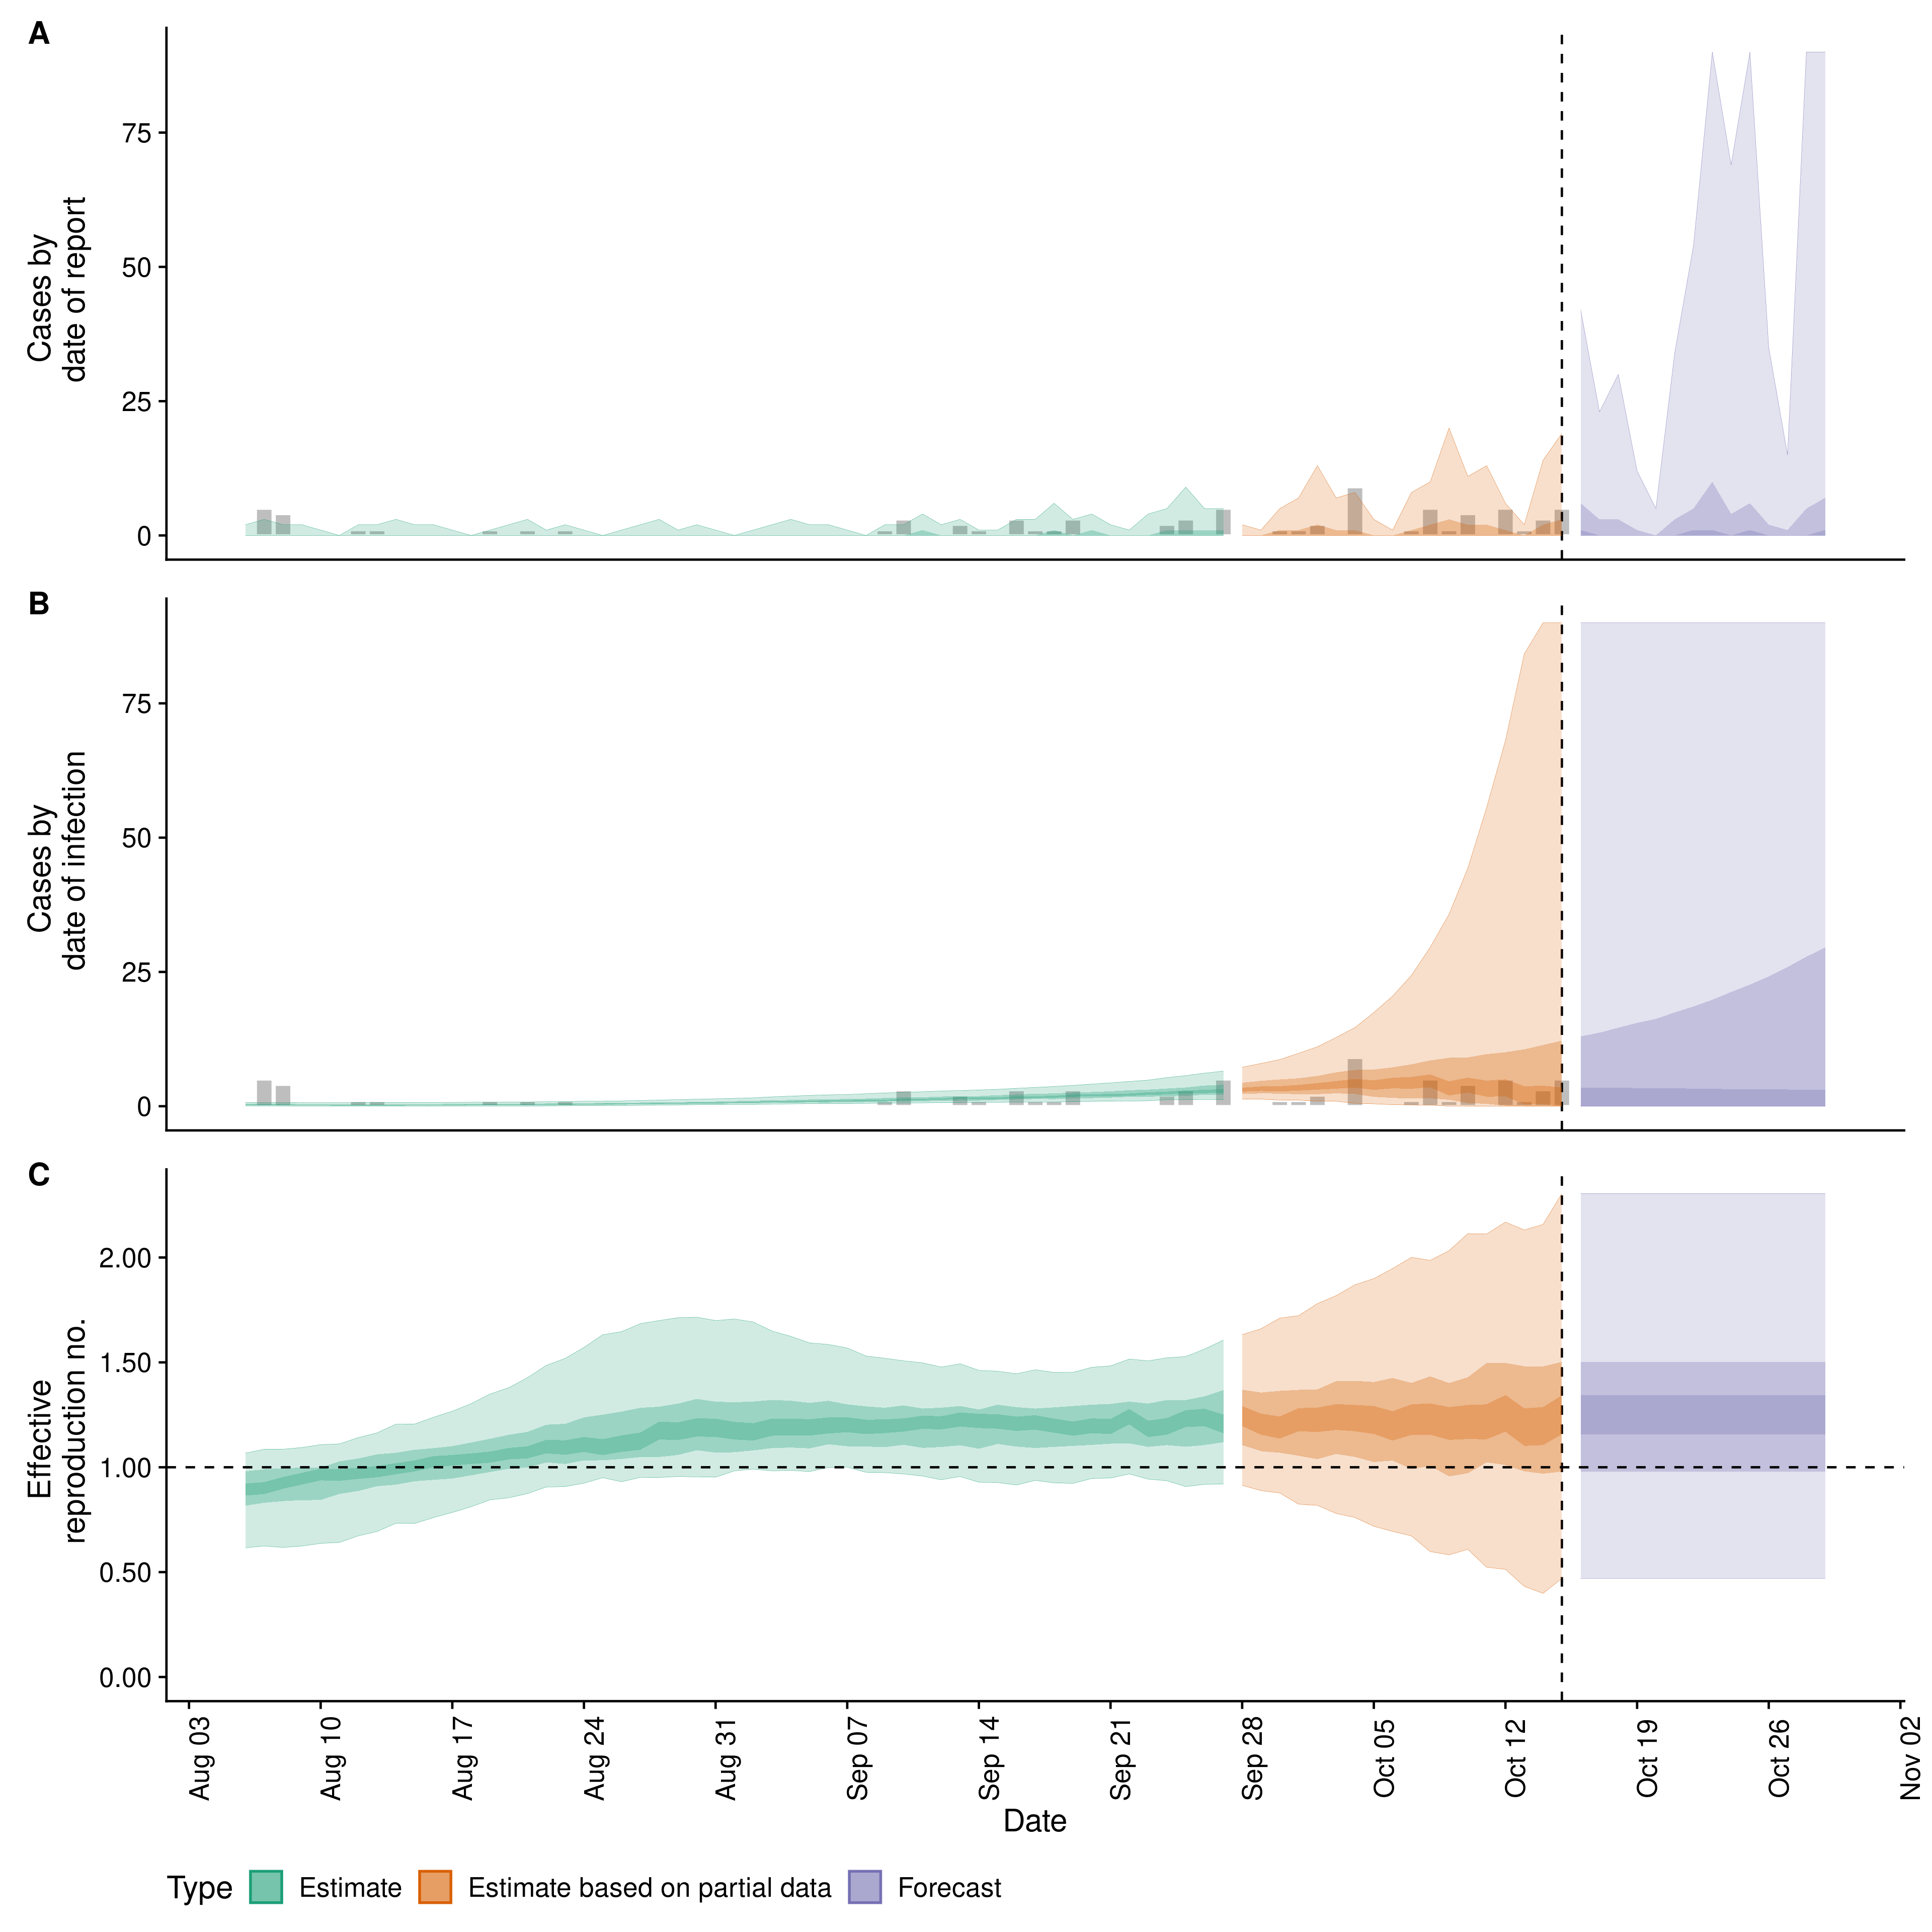 A
Cases by
date of report
75
50
25
0
B
Cases by
date of infection
75
50
25
0
C
Effective
reproduction no.
2.00
1.50
1.00
0.50
0.00
Aug 03
Aug 10
Aug 17
Aug 24
Aug 31
Sep 07
Sep 14
Sep 21
Sep 28
Oct 05
Oct 12
Oct 19
Oct 26
Nov 02
Date
Type Estimate Estimate based on partial data Forecast